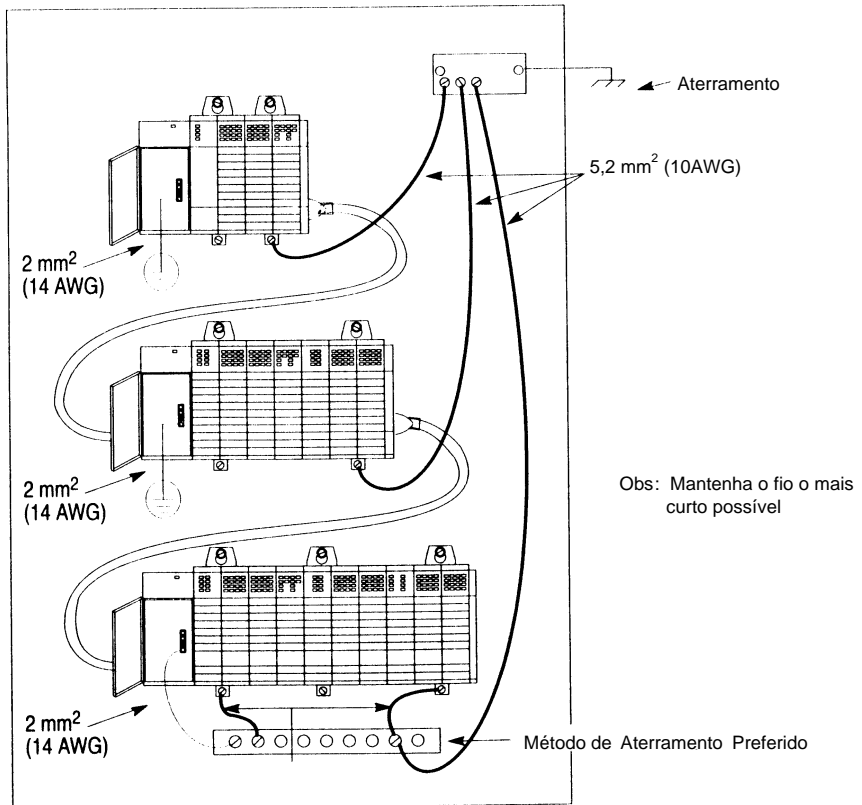 Aterramento
5,2 mm² (10AWG)
2 mm²
(14 AWG)
2 mm²
(14 AWG)
Obs: Mantenha o fio o mais
curto possível
2 mm²
(14 AWG)
Método de Aterramento Preferido